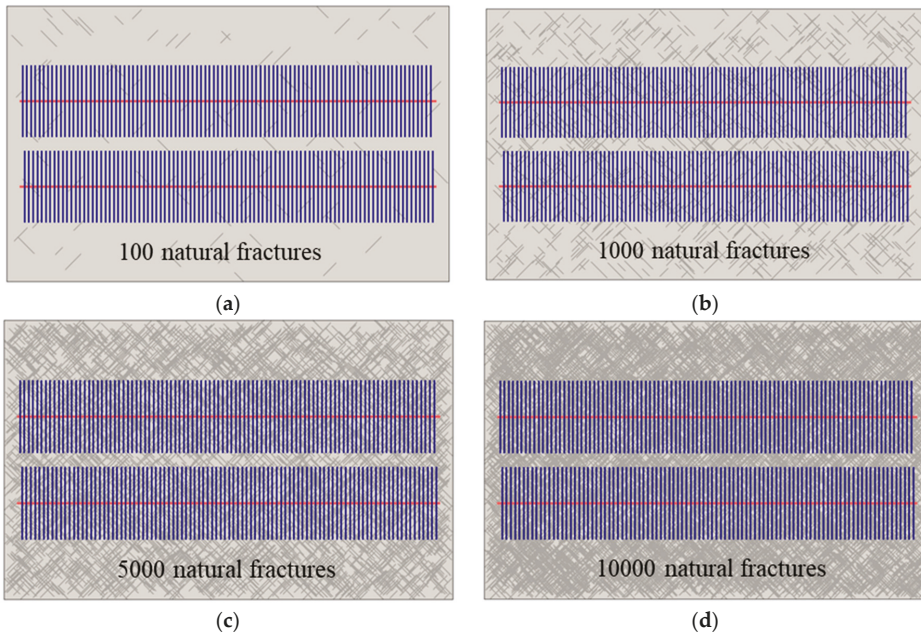 100 natural fractures
1000 natural fractures
(a)
(b)
5000 natural fractures
10000 natural fractures
(c)
(d)